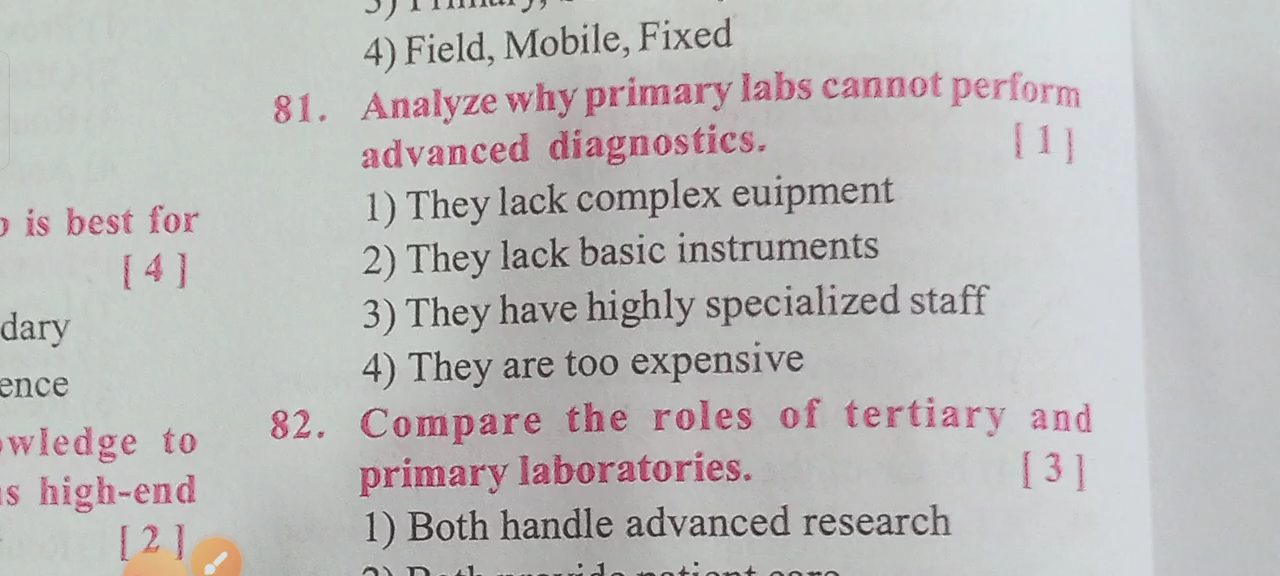 is best for
[ 4 ]
dary
ence
wledge to
s high-end
[ 2 ]
4) Field, Mobile, Fixed
81. Analyze why primary labs cannot perform
advanced diagnostics. [ 1 ]
1) They lack complex euipment
2) They lack basic instruments
3) They have highly specialized staff
4) They are too expensive
82. Compare the roles of tertiary and
primary laboratories. [ 3 ]
1) Both handle advanced research